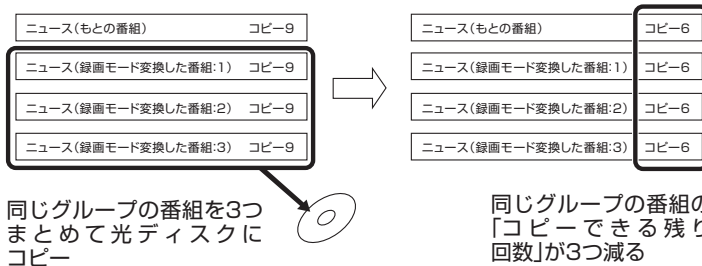 ニュース(もとの番組) コピー9
ニュース(録画モード変換した番組:1) コピー9
ニュース(録画モード変換した番組:2) コピー9
ニュース(録画モード変換した番組:3) コピー9
同じグループの番組を3つ
まとめて光ディスクに
コピー
ニュース(もとの番組) コピー6
ニュース(録画モード変換した番組:1) コピー6
ニュース(録画モード変換した番組:2) コピー6
ニュース(録画モード変換した番組:3) コピー6
同じグループの番組の
「コピーできる残り
回数」が3つ減る